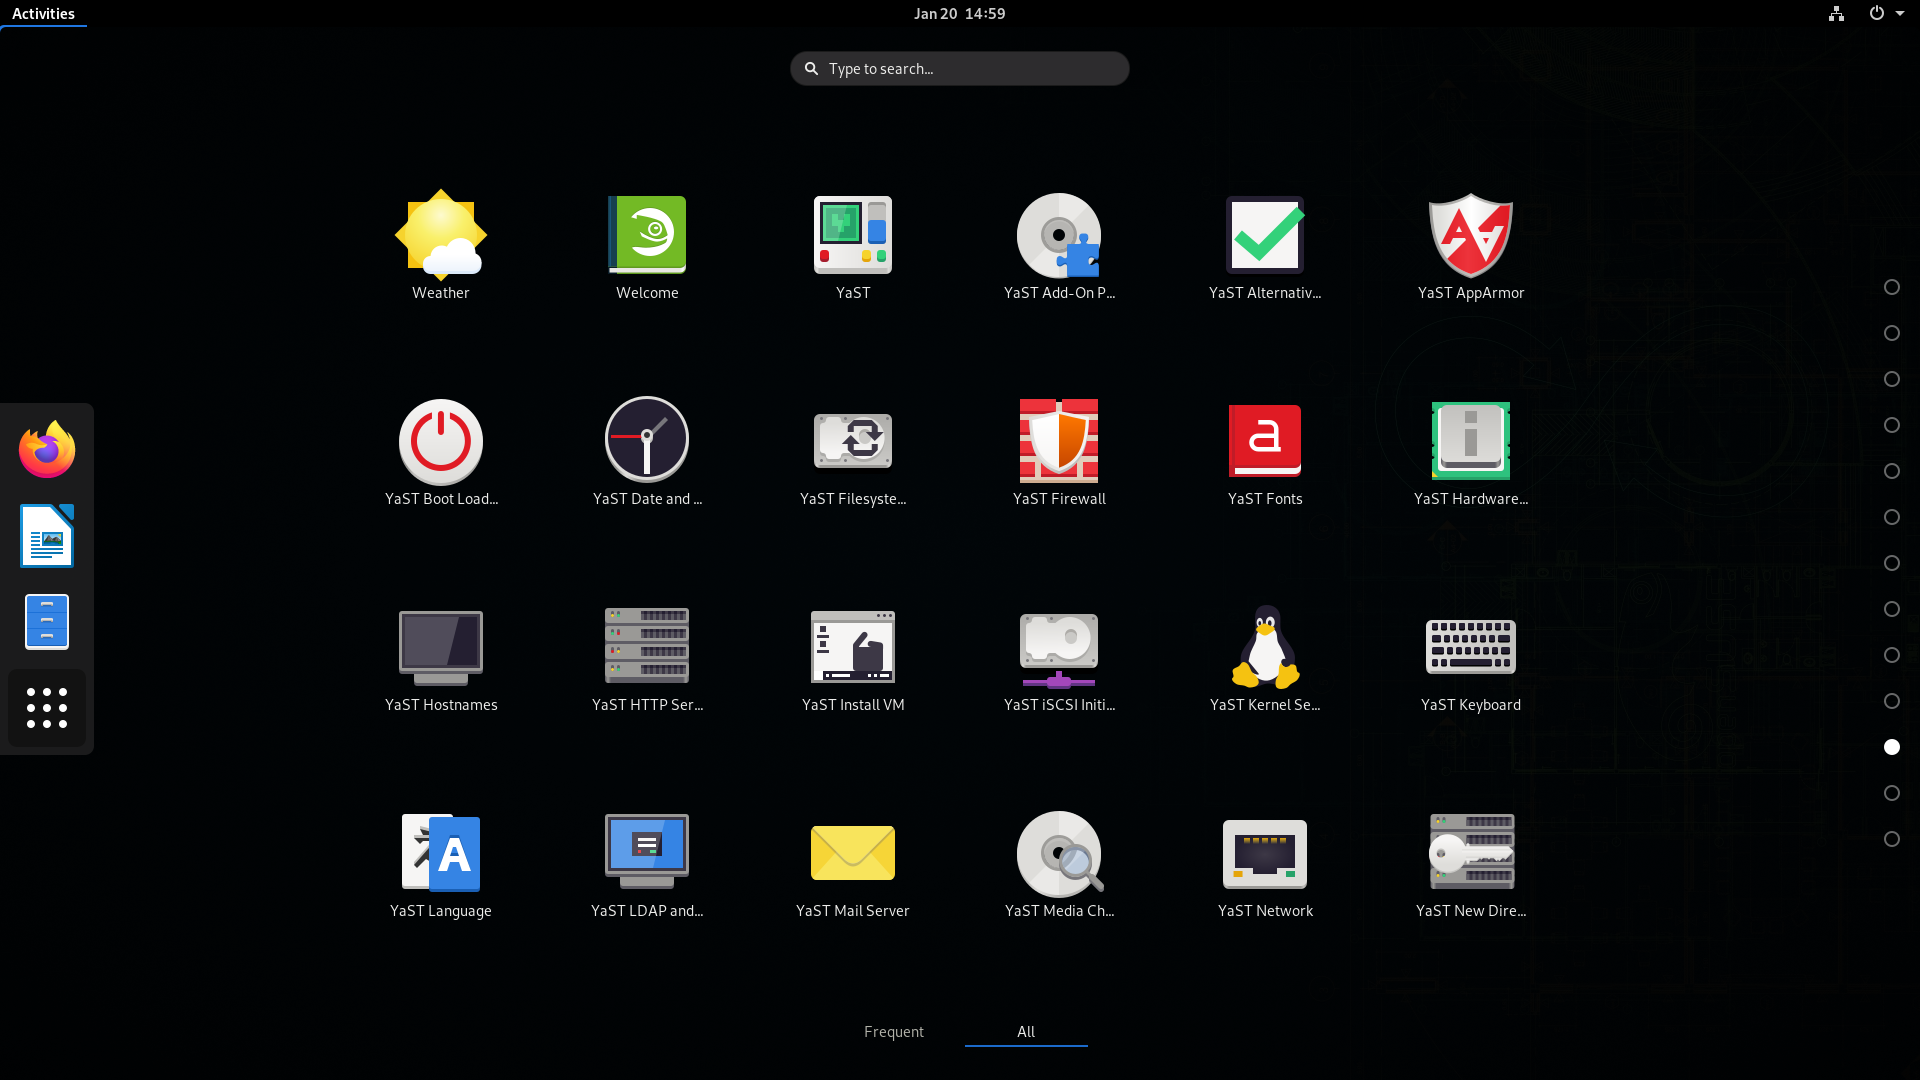 Activities
Jan 20 14:59
Type to search...
Weather
Welcome
YaST
YaST Add-On P...
YaST Alternativ...
YaST AppArmor
YaST Boot Load...
YaST Date and ...
YaST Filesyste...
YaST Firewall
YaST Fonts
YaST Hardware...
YaST Hostnames
YaST HTTP Ser...
YaST Install VM
YaST iSCSI Initi...
YaST Kernel Se...
YaST Keyboard
YaST Language
YaST LDAP and...
YaST Mail Server
YaST Media Ch...
YaST Network
YaST New Dire...
Frequent
All